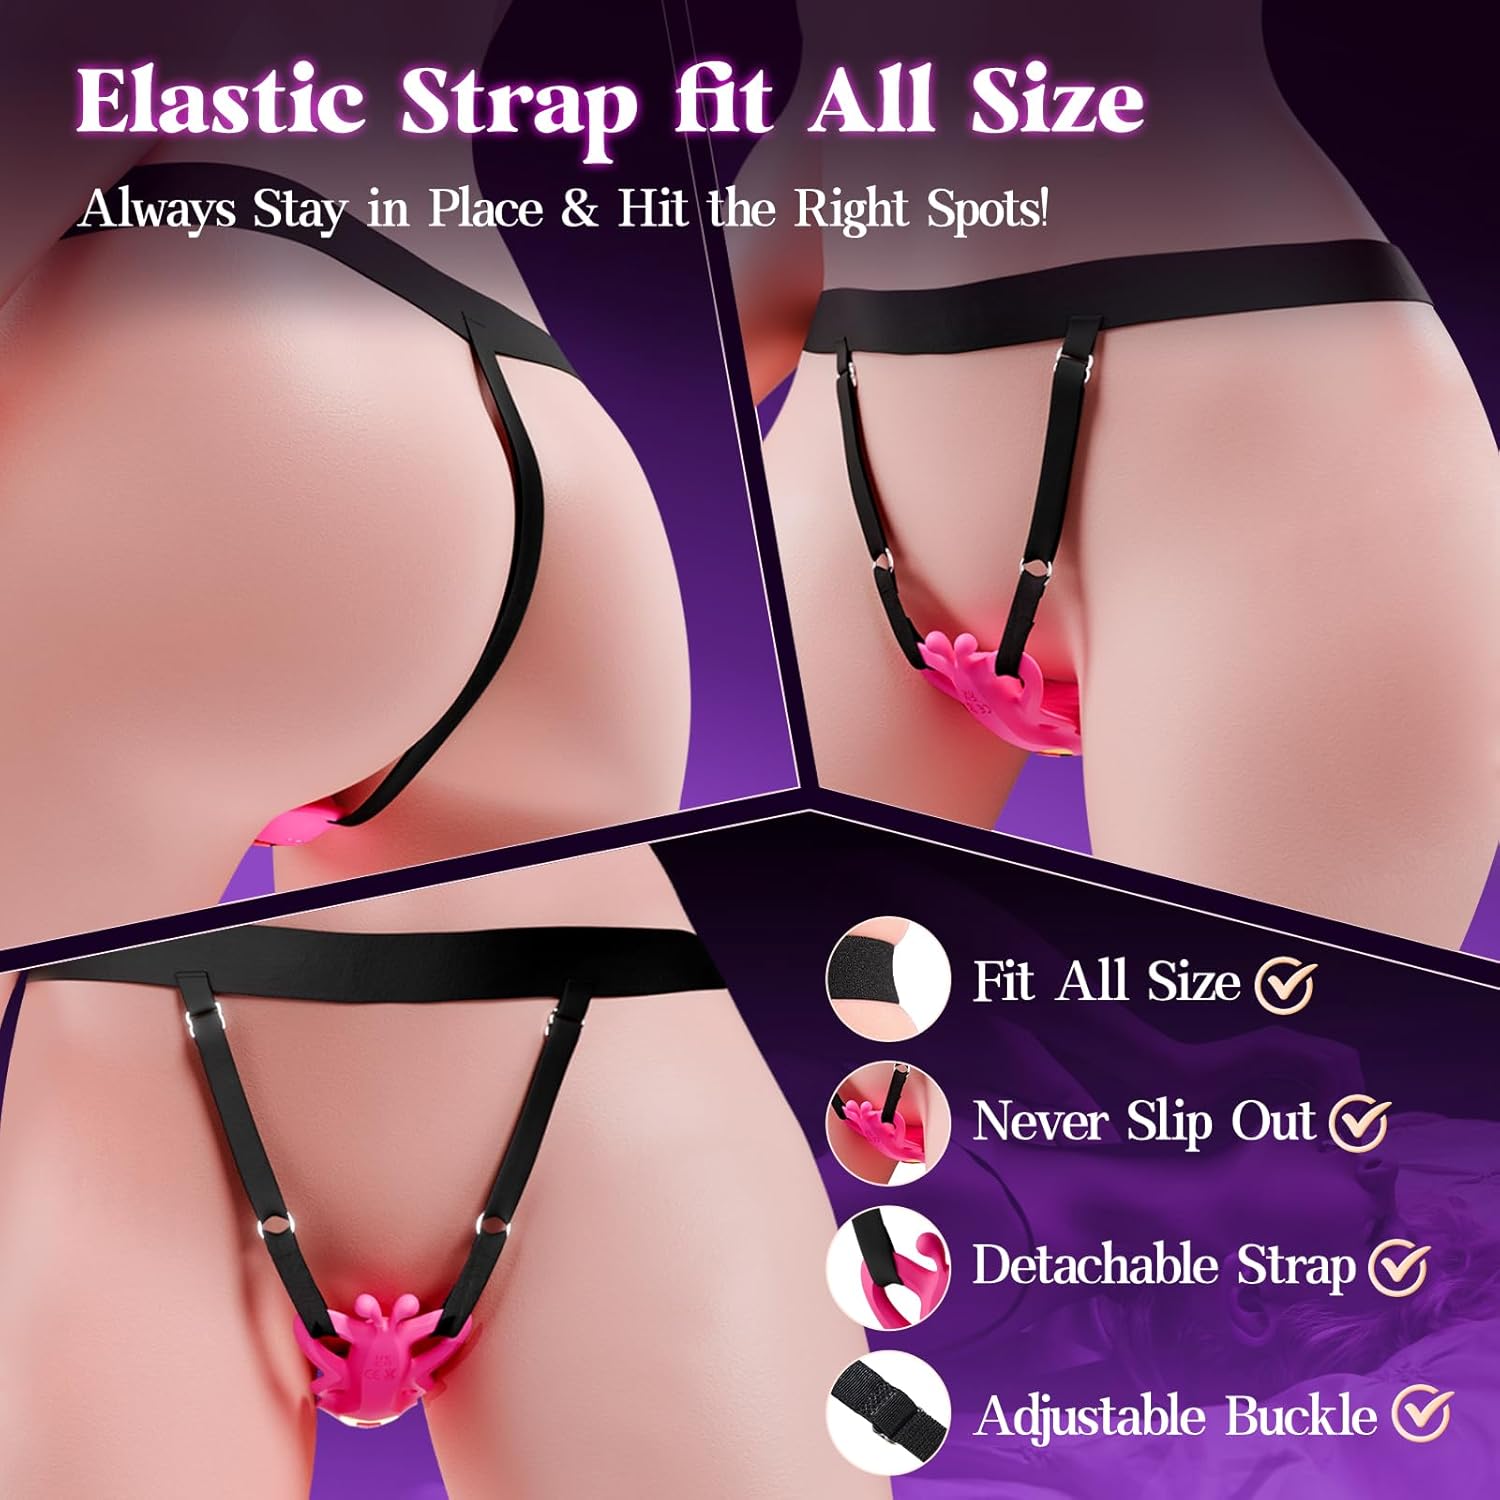 Elastic Strap fit All Size
Always Stay in Place & Hit the Right Spots!
Fit All Size
Never Slip Out
Detachable Strap
Adjustable Buckle